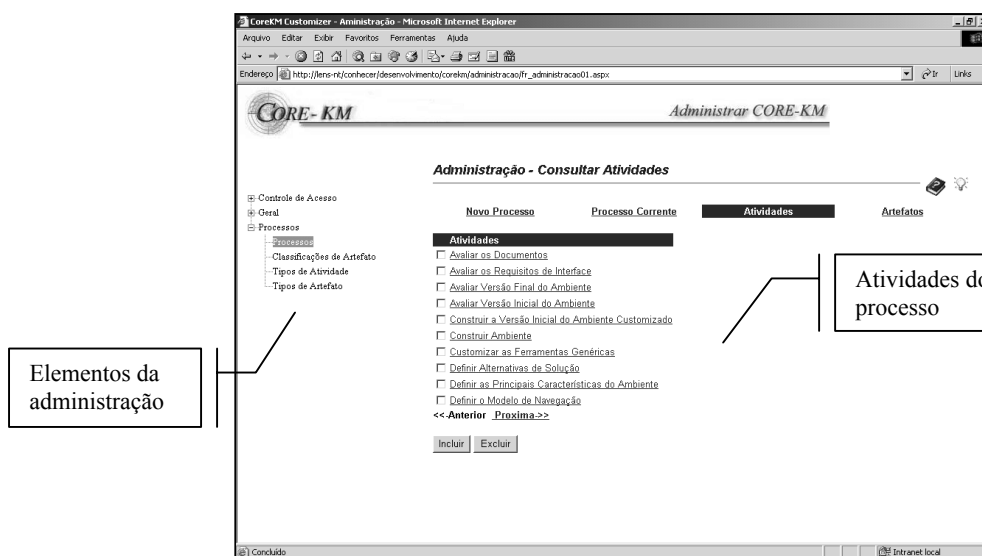 CoreKM Customizer - Aministração - Microsoft Internet Explorer
Arquivo Editar Exibir Favoritos Ferramentas Ajuda
Endereço http://lens-nt/conhecer/desenvolvimento/corekm/administracao/fr_administracao01.aspx Ir Links
CORE-KM Administrar CORE-KM
Administração - Consultar Atividades
Controle de Acesso
Geral
Processos
Processos
Classificações de Artefato
Tipos de Atividade
Tipos de Artefato
Novo Processo Processo Corrente Atividades Artefatos
Atividades
Avaliar os Documentos
Avaliar os Requisitos de Interface
Avaliar Versão Final do Ambiente
Avaliar Versão Inicial do Ambiente
Construir a Versão Inicial do Ambiente Customizado
Construir Ambiente
Customizar as Ferramentas Genéricas
Definir Alternativas de Solução
Definir as Principais Características do Ambiente
Definir o Modelo de Navegação
<<-Anterior Proxima->>
Incluir Excluir
Atividades do
processo
Elementos da
administração
Concluído Intranet local